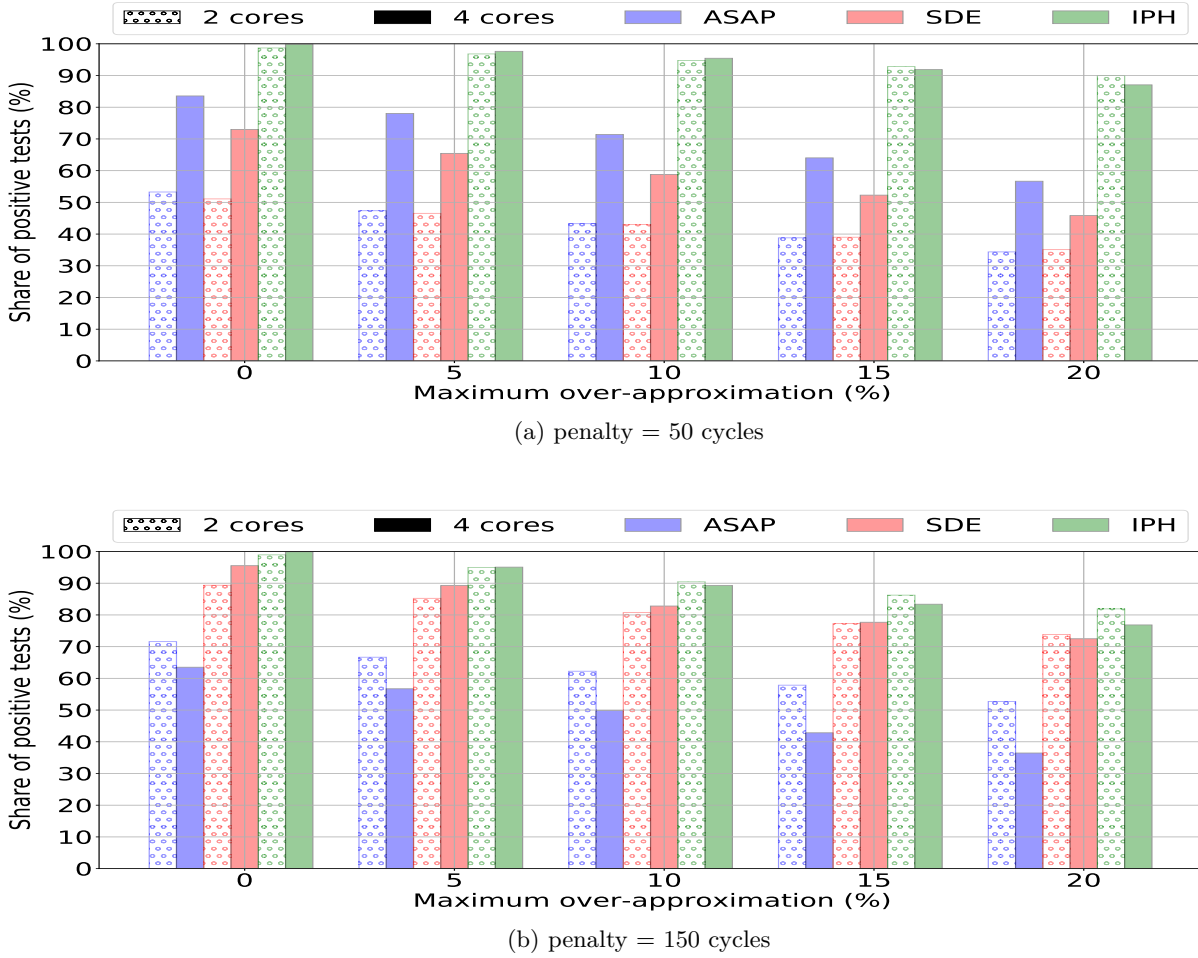 2 cores 4 cores ASAP SDE IPH
Share of positive tests (%)
100
90
80
70
60
50
40
30
20
10
0
0 5 10 15 20
Maximum over-approximation (%)
(a) penalty = 50 cycles
2 cores 4 cores ASAP SDE IPH
Share of positive tests (%)
100
90
80
70
60
50
40
30
20
10
0
0 5 10 15 20
Maximum over-approximation (%)
(b) penalty = 150 cycles